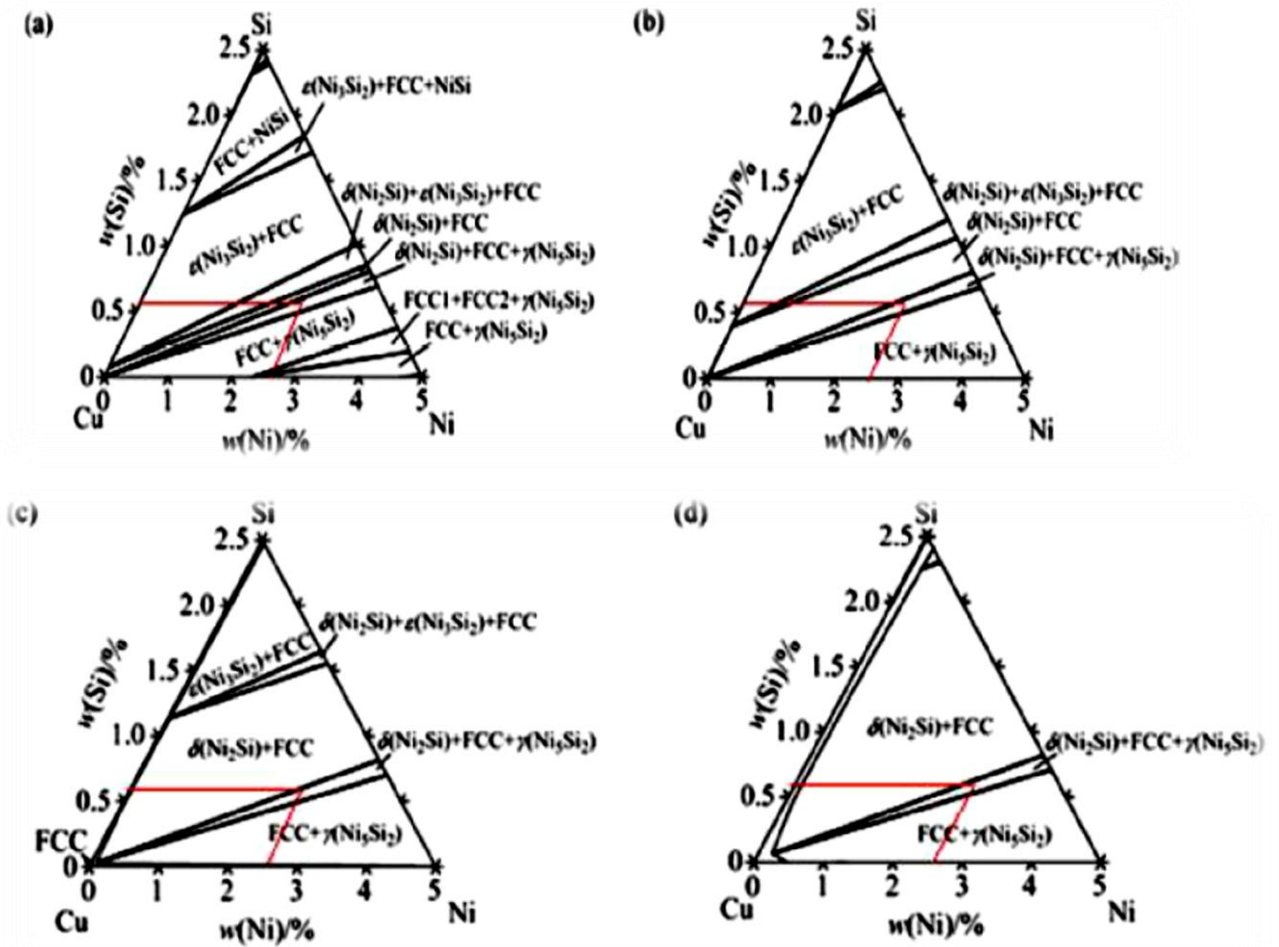 (a)
Si
2.5
2.0
1.5
1.0
0.5
0
w(Si)/%
ε(Ni₃Si₂)+FCC+NiSi
FCC+NiSi
ε(Ni₃Si₂)+FCC
δ(Ni₂Si)+ε(Ni₃Si₂)+FCC
δ(Ni₂Si)+FCC
δ(Ni₂Si)+FCC+γ(Ni₅Si₂)
FCC1+FCC2+γ(Ni₅Si₂)
FCC+γ(Ni₅Si₂)
FCC+γ(Ni₅Si₂)
0 1 2 3 4 5
Cu
w(Ni)/%
Ni
(b)
Si
2.5
2.0
1.5
1.0
0.5
0
w(Si)/%
ε(Ni₃Si₂)+FCC
δ(Ni₂Si)+ε(Ni₃Si₂)+FCC
δ(Ni₂Si)+FCC
δ(Ni₂Si)+FCC+γ(Ni₅Si₂)
FCC+γ(Ni₅Si₂)
0 1 2 3 4 5
Cu
w(Ni)/%
Ni
(c)
Si
2.5
2.0
1.5
1.0
0.5
0
w(Si)/%
δ(Ni₂Si)+ε(Ni₃Si₂)+FCC
ε(Ni₃Si₂)+FCC
δ(Ni₂Si)+FCC
δ(Ni₂Si)+FCC+γ(Ni₅Si₂)
FCC+γ(Ni₅Si₂)
FCC
0 1 2 3 4 5
Cu
w(Ni)/%
Ni
(d)
Si
2.5
2.0
1.5
1.0
0.5
0
w(Si)/%
δ(Ni₂Si)+FCC
δ(Ni₂Si)+FCC+γ(Ni₅Si₂)
FCC+γ(Ni₅Si₂)
0 1 2 3 4 5
Cu
w(Ni)/%
Ni